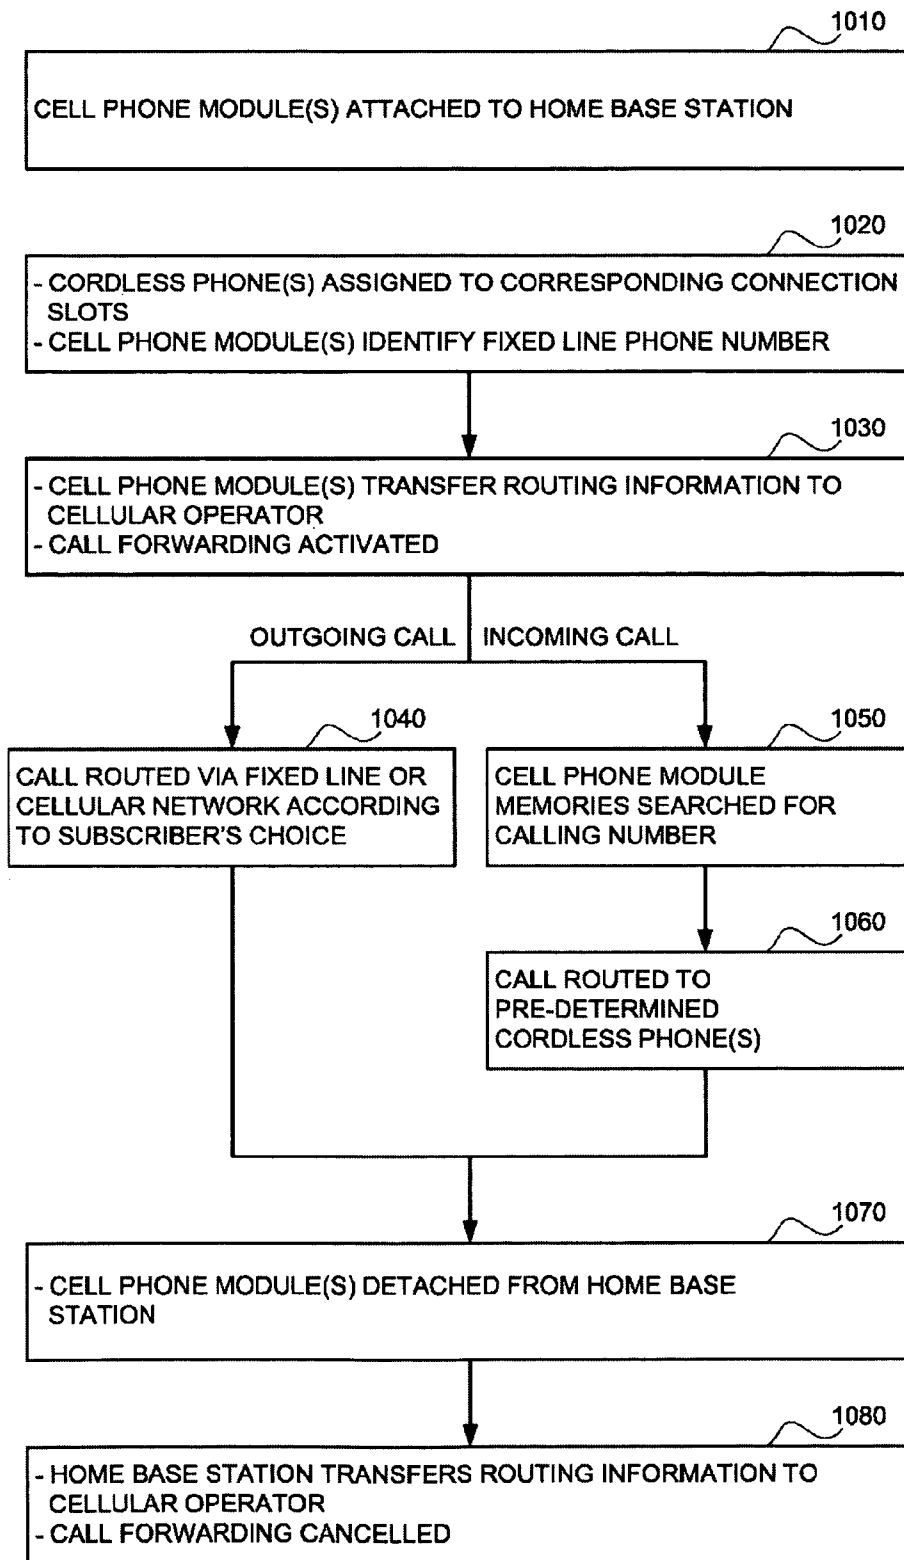 1010
CELL PHONE MODULE(S) ATTACHED TO HOME BASE STATION
1020
- CORDLESS PHONE(S) ASSIGNED TO CORRESPONDING CONNECTION
SLOTS
- CELL PHONE MODULE(S) IDENTIFY FIXED LINE PHONE NUMBER
1030
- CELL PHONE MODULE(S) TRANSFER ROUTING INFORMATION TO
CELLULAR OPERATOR
- CALL FORWARDING ACTIVATED
OUTGOING CALL
INCOMING CALL
1040
CALL ROUTED VIA FIXED LINE OR
CELLULAR NETWORK ACCORDING
TO SUBSCRIBER'S CHOICE
1050
CELL PHONE MODULE
MEMORIES SEARCHED FOR
CALLING NUMBER
1060
CALL ROUTED TO
PRE-DETERMINED
CORDLESS PHONE(S)
1070
- CELL PHONE MODULE(S) DETACHED FROM HOME BASE
STATION
1080
- HOME BASE STATION TRANSFERS ROUTING INFORMATION TO
CELLULAR OPERATOR
- CALL FORWARDING CANCELLED